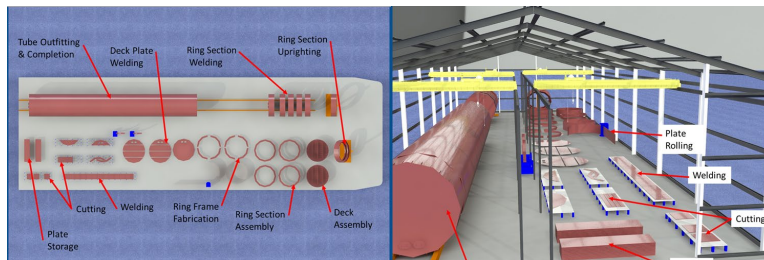 Tube Outfitting
& Completion
Deck Plate
Welding
Ring Section
Welding
Ring Section
Uprighting
Cutting
Welding
Ring Frame
Fabrication
Ring Section
Assembly
Deck
Assembly
Plate
Storage
Plate
Rolling
Welding
Cutting